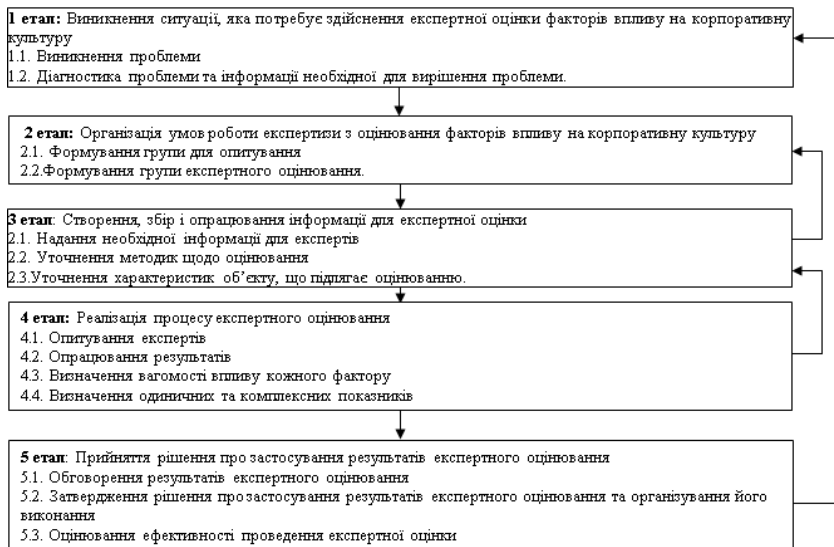 1 етап: Виникнення ситуації, яка потребує здійснення експертної оцінки факторів впливу на корпоративну
культуру
1.1. Виникнення проблеми
1.2. Діагностика проблеми та інформації необхідної для вирішення проблеми.
2 етап: Організація умов роботи експертизи з оцінювання факторів впливу на корпоративну культуру
2.1. Формування групи для опитування
2.2.Формування групи експертного оцінювання.
3 етап: Створення, збір і опрацювання інформації для експертної оцінки
2.1. Надання необхідної інформації для експертів
2.2. Уточнення методик щодо оцінювання
2.3.Уточнення характеристик об’єкту, що підлягає оцінюванню.
4 етап: Реалізація процесу експертного оцінювання
4.1. Опитування експертів
4.2. Опрацювання результатів
4.3. Визначення вагомості впливу кожного фактору
4.4. Визначення одиничних та комплексних показників
5 етап: Прийняття рішення про застосування результатів експертного оцінювання
5.1. Обговорення результатів експертного оцінювання
5.2. Затвердження рішення про застосування результатів експертного оцінювання та організування його
виконання
5.3. Оцінювання ефективності проведення експертної оцінки